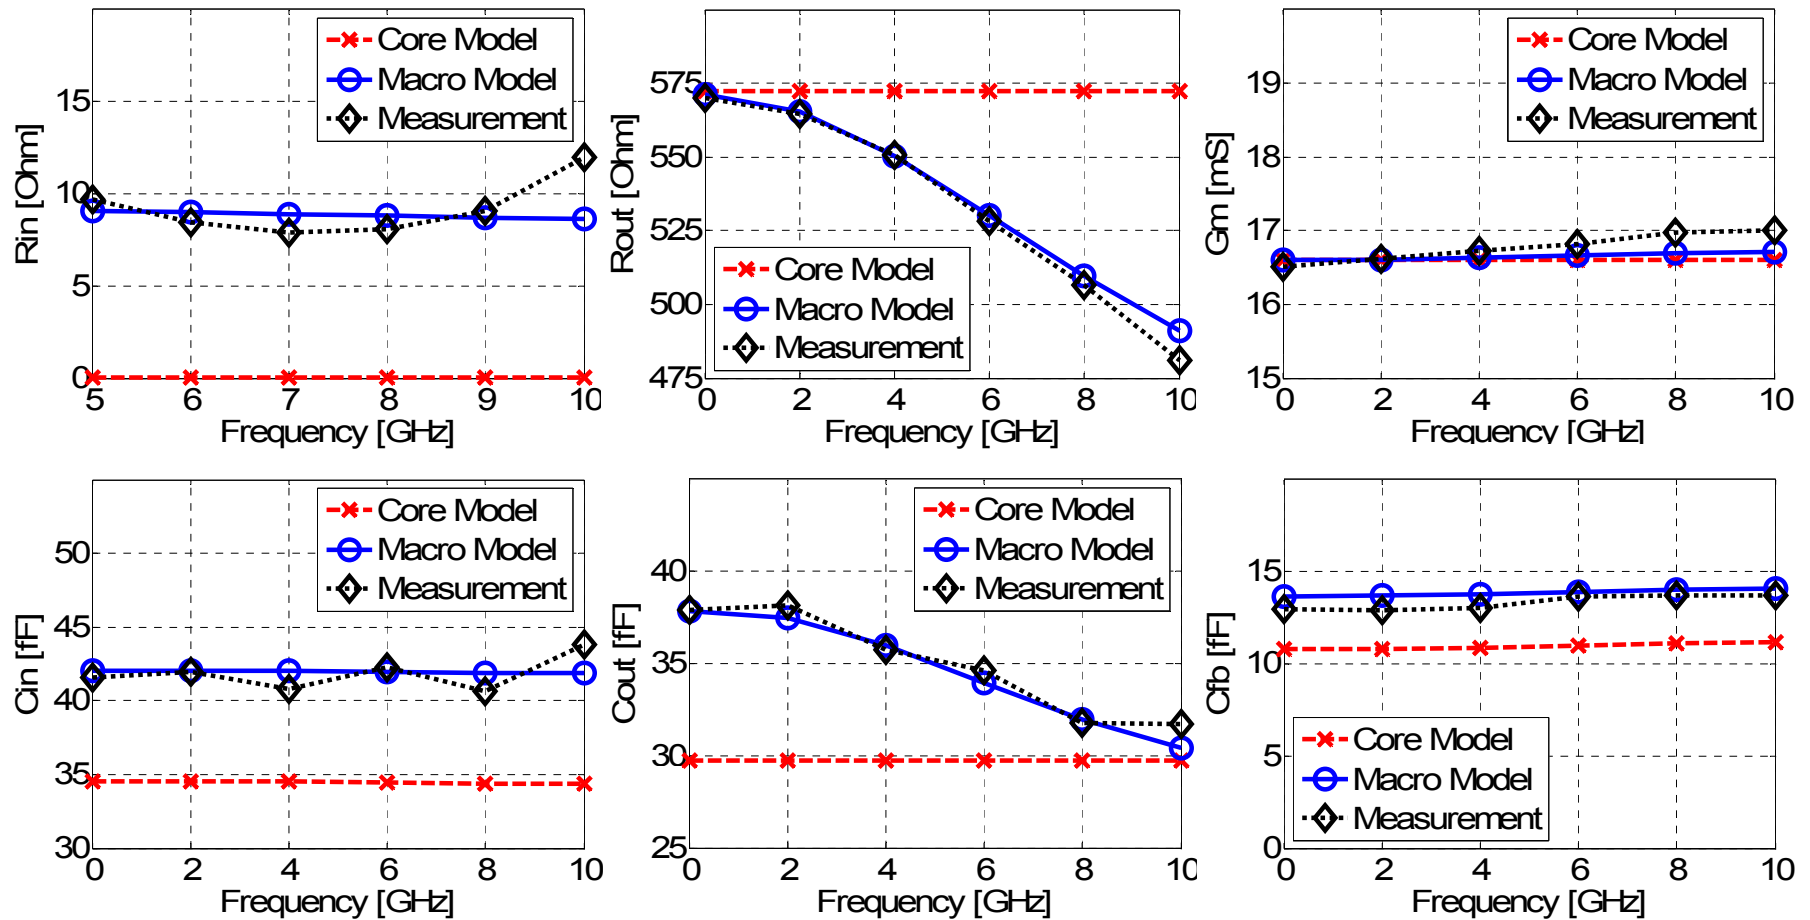 Core Model
Macro Model
Measurement
15
10
5
0
Rin [Ohm]
5 6 7 8 9 10
Frequency [GHz]
575
550
525
500
475
Rout [Ohm]
Core Model
Macro Model
Measurement
0 2 4 6 8 10
Frequency [GHz]
Core Model
Macro Model
Measurement
19
18
17
16
15
Gm [mS]
0 2 4 6 8 10
Frequency [GHz]
Core Model
Macro Model
Measurement
50
45
40
35
30
Cin [fF]
0 2 4 6 8 10
Frequency [GHz]
Core Model
Macro Model
Measurement
40
35
30
25
Cout [fF]
0 2 4 6 8 10
Frequency [GHz]
15
10
5
0
Cfb [fF]
Core Model
Macro Model
Measurement
0 2 4 6 8 10
Frequency [GHz]